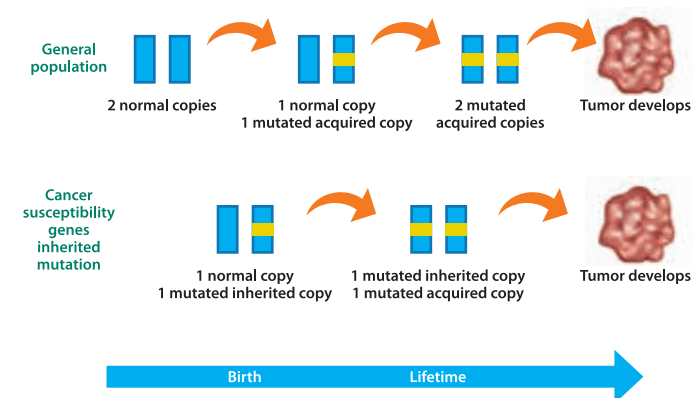 General
population
2 normal copies
1 normal copy
1 mutated acquired copy
2 mutated
acquired copies
Tumor develops
Cancer
susceptibility
genes
inherited
mutation
1 normal copy
1 mutated inherited copy
1 mutated inherited copy
1 mutated acquired copy
Tumor develops
Birth
Lifetime